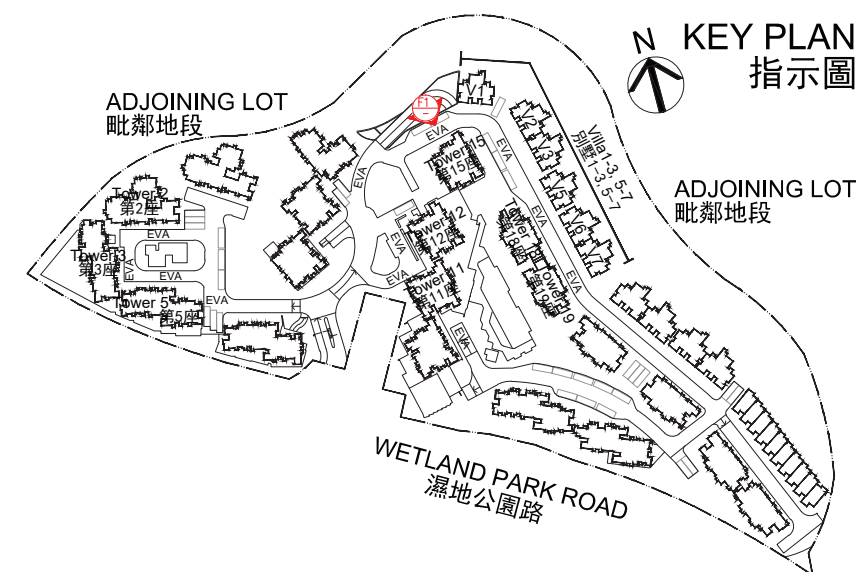 N KEY PLAN
指示圖
ADJOINING LOT
毗鄰地段
F1
V1
V2
V3
V5
V6
V7
Villa1-3, 5-7
別墅1-3, 5-7
ADJOINING LOT
毗鄰地段
EVA
EVA
EVA
Tower 15
第15座
Tower 2
第2座
EVA
Tower 3
第3座
EVA
EVA
Tower 5
第5座
EVA
Tower 12
第12座
EVA
EVA
Tower 11
第11座
EVA
Tower 18
第18座
EVA
EVA
Tower 19
第19座
WETLAND PARK ROAD
濕地公園路